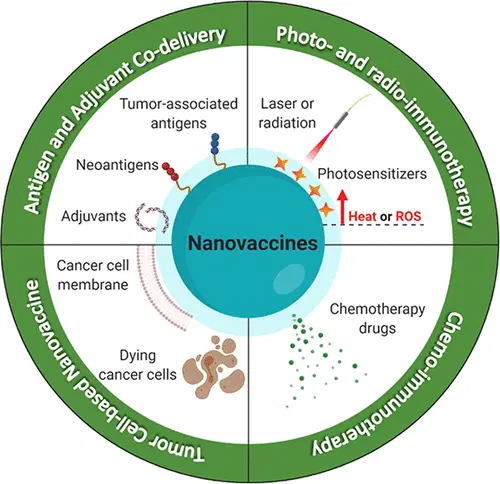 Antigen and Adjuvant Co-delivery
Photo- and radio-immunotherapy
Tumor-associated
antigens
Neoantigens
Adjuvants
Laser or
radiation
Photosensitizers
Heat or ROS
Nanovaccines
Cancer cell
membrane
Dying
cancer cells
Chemotherapy
drugs
Tumor Cell-based Nanovaccine
Chemo-immunotherapy